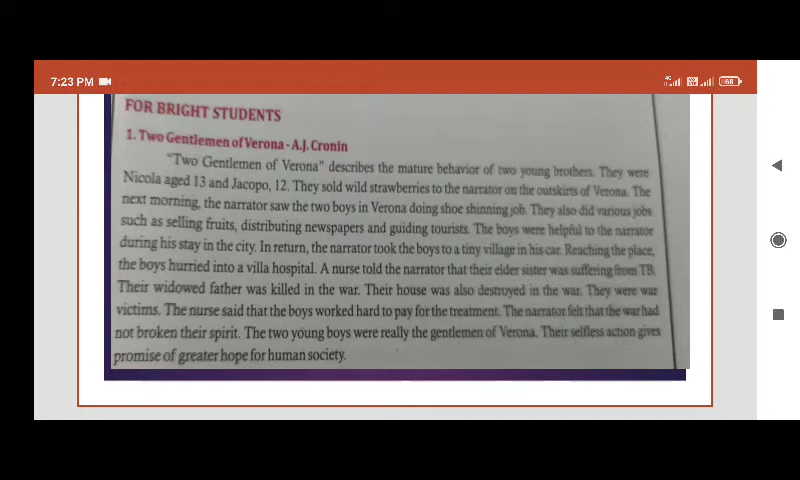 7:23 PM
4G
68
FOR BRIGHT STUDENTS
1. Two Gentlemen of Verona - A.J. Cronin
"Two Gentlemen of Verona" describes the mature behavior of two young brothers. They were
Nicola aged 13 and Jacopo, 12. They sold wild strawberries to the narrator on the outskirts of Verona. The
next morning, the narrator saw the two boys in Verona doing shoe shinning job. They also did various jobs
such as selling fruits, distributing newspapers and guiding tourists. The boys were helpful to the narrator
during his stay in the city. In return, the narrator took the boys to a tiny village in his car. Reaching the place,
the boys hurried into a villa hospital. A nurse told the narrator that their elder sister was suffering from TB.
Their widowed father was killed in the war. Their house was also destroyed in the war. They were war
victims. The nurse said that the boys worked hard to pay for the treatment. The narrator felt that the war had
not broken their spirit. The two young boys were really the gentlemen of Verona. Their selfless action gives
promise of greater hope for human society.